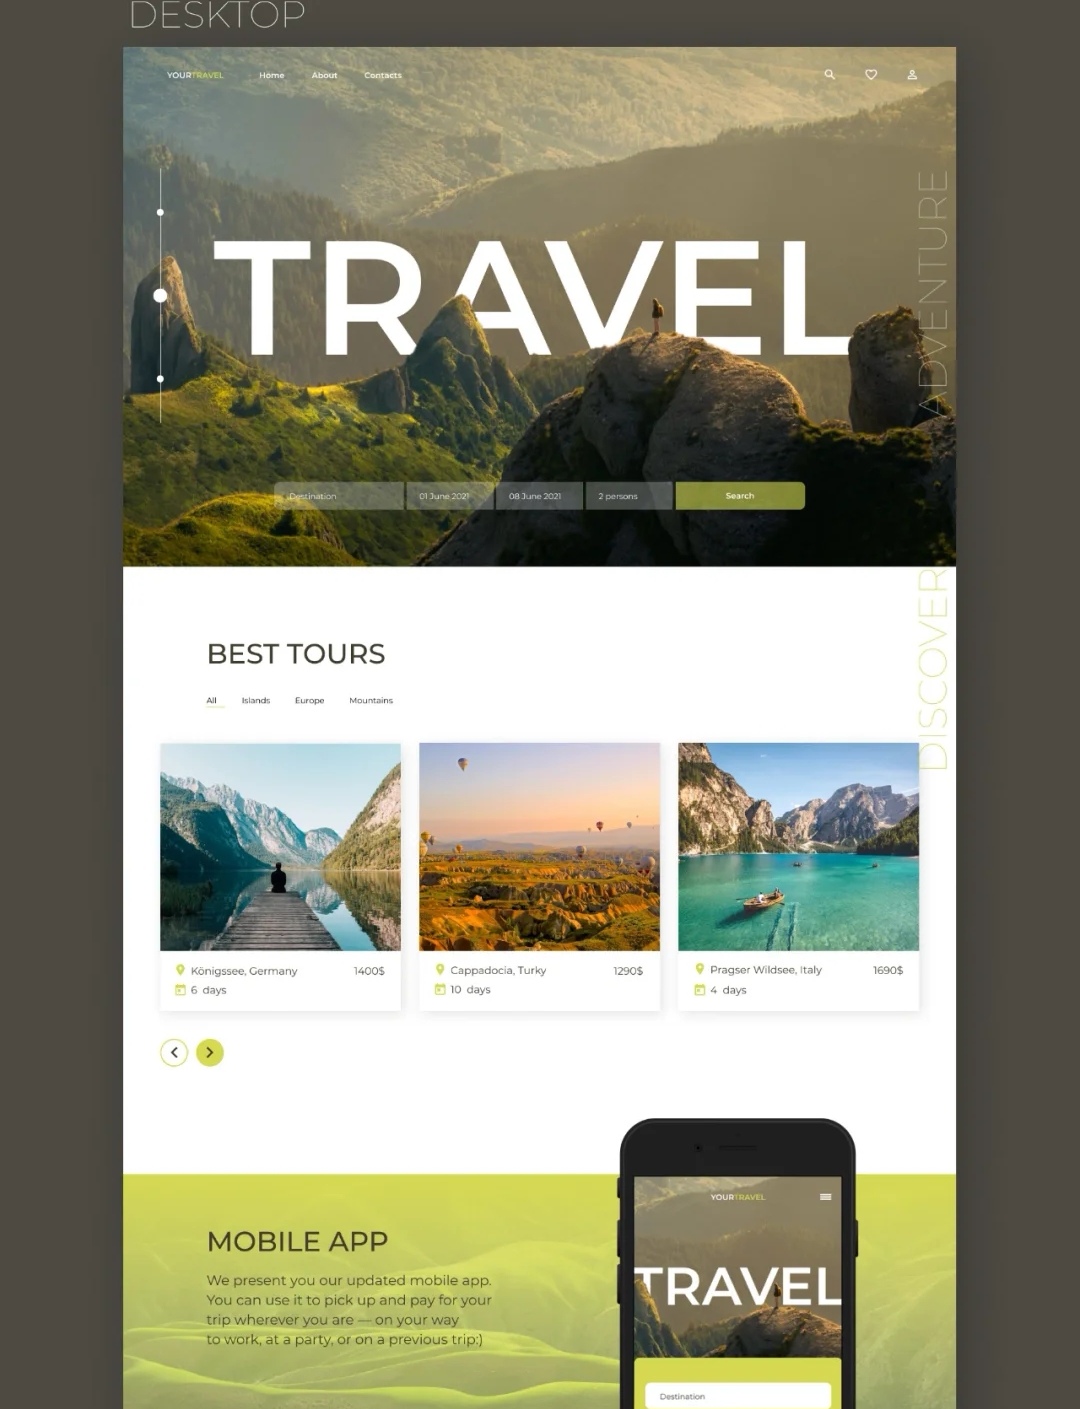 DESKTOP
YOURTRAVEL Home About Contacts
ADVENTURE
TRAVEL
Destination 01 June 2021 08 June 2021 2 persons Search
DISCOVER
BEST TOURS
All Islands Europe Mountains
Königssee, Germany 1400$
6 days
Cappadocia, Turky 1290$
10 days
Pragser Wildsee, Italy 1690$
4 days
MOBILE APP
We present you our updated mobile app.
You can use it to pick up and pay for your
trip wherever you are — on your way
to work, at a party, or on a previous trip:)
YOURTRAVEL
TRAVEL
Destination